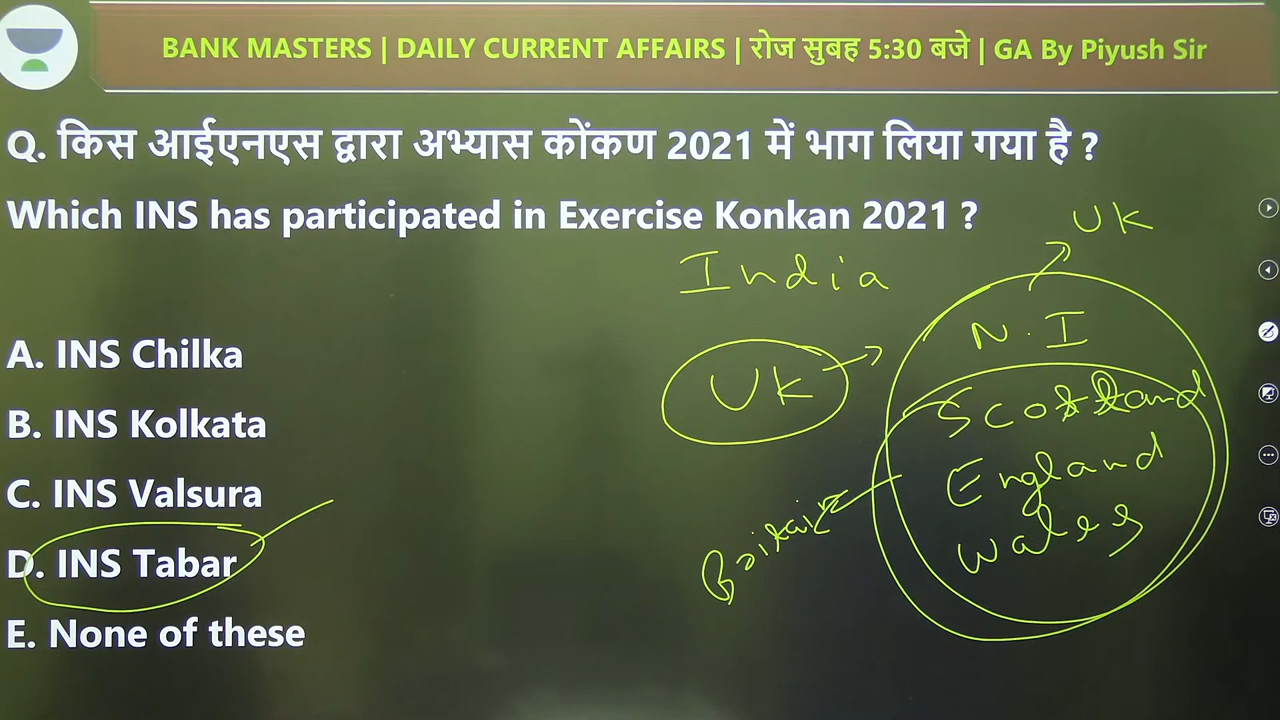 BANK MASTERS | DAILY CURRENT AFFAIRS | रोज सुबह 5:30 बजे | GA By Piyush Sir
Q. किस आईएनएस द्वारा अभ्यास कोंकण 2021 में भाग लिया गया है ?
Which INS has participated in Exercise Konkan 2021 ?
UK
India
N.I
A. INS Chilka
UK
Scotland
B. INS Kolkata
England
C. INS Valsura
Wales
Britain
D. INS Tabar
E. None of these